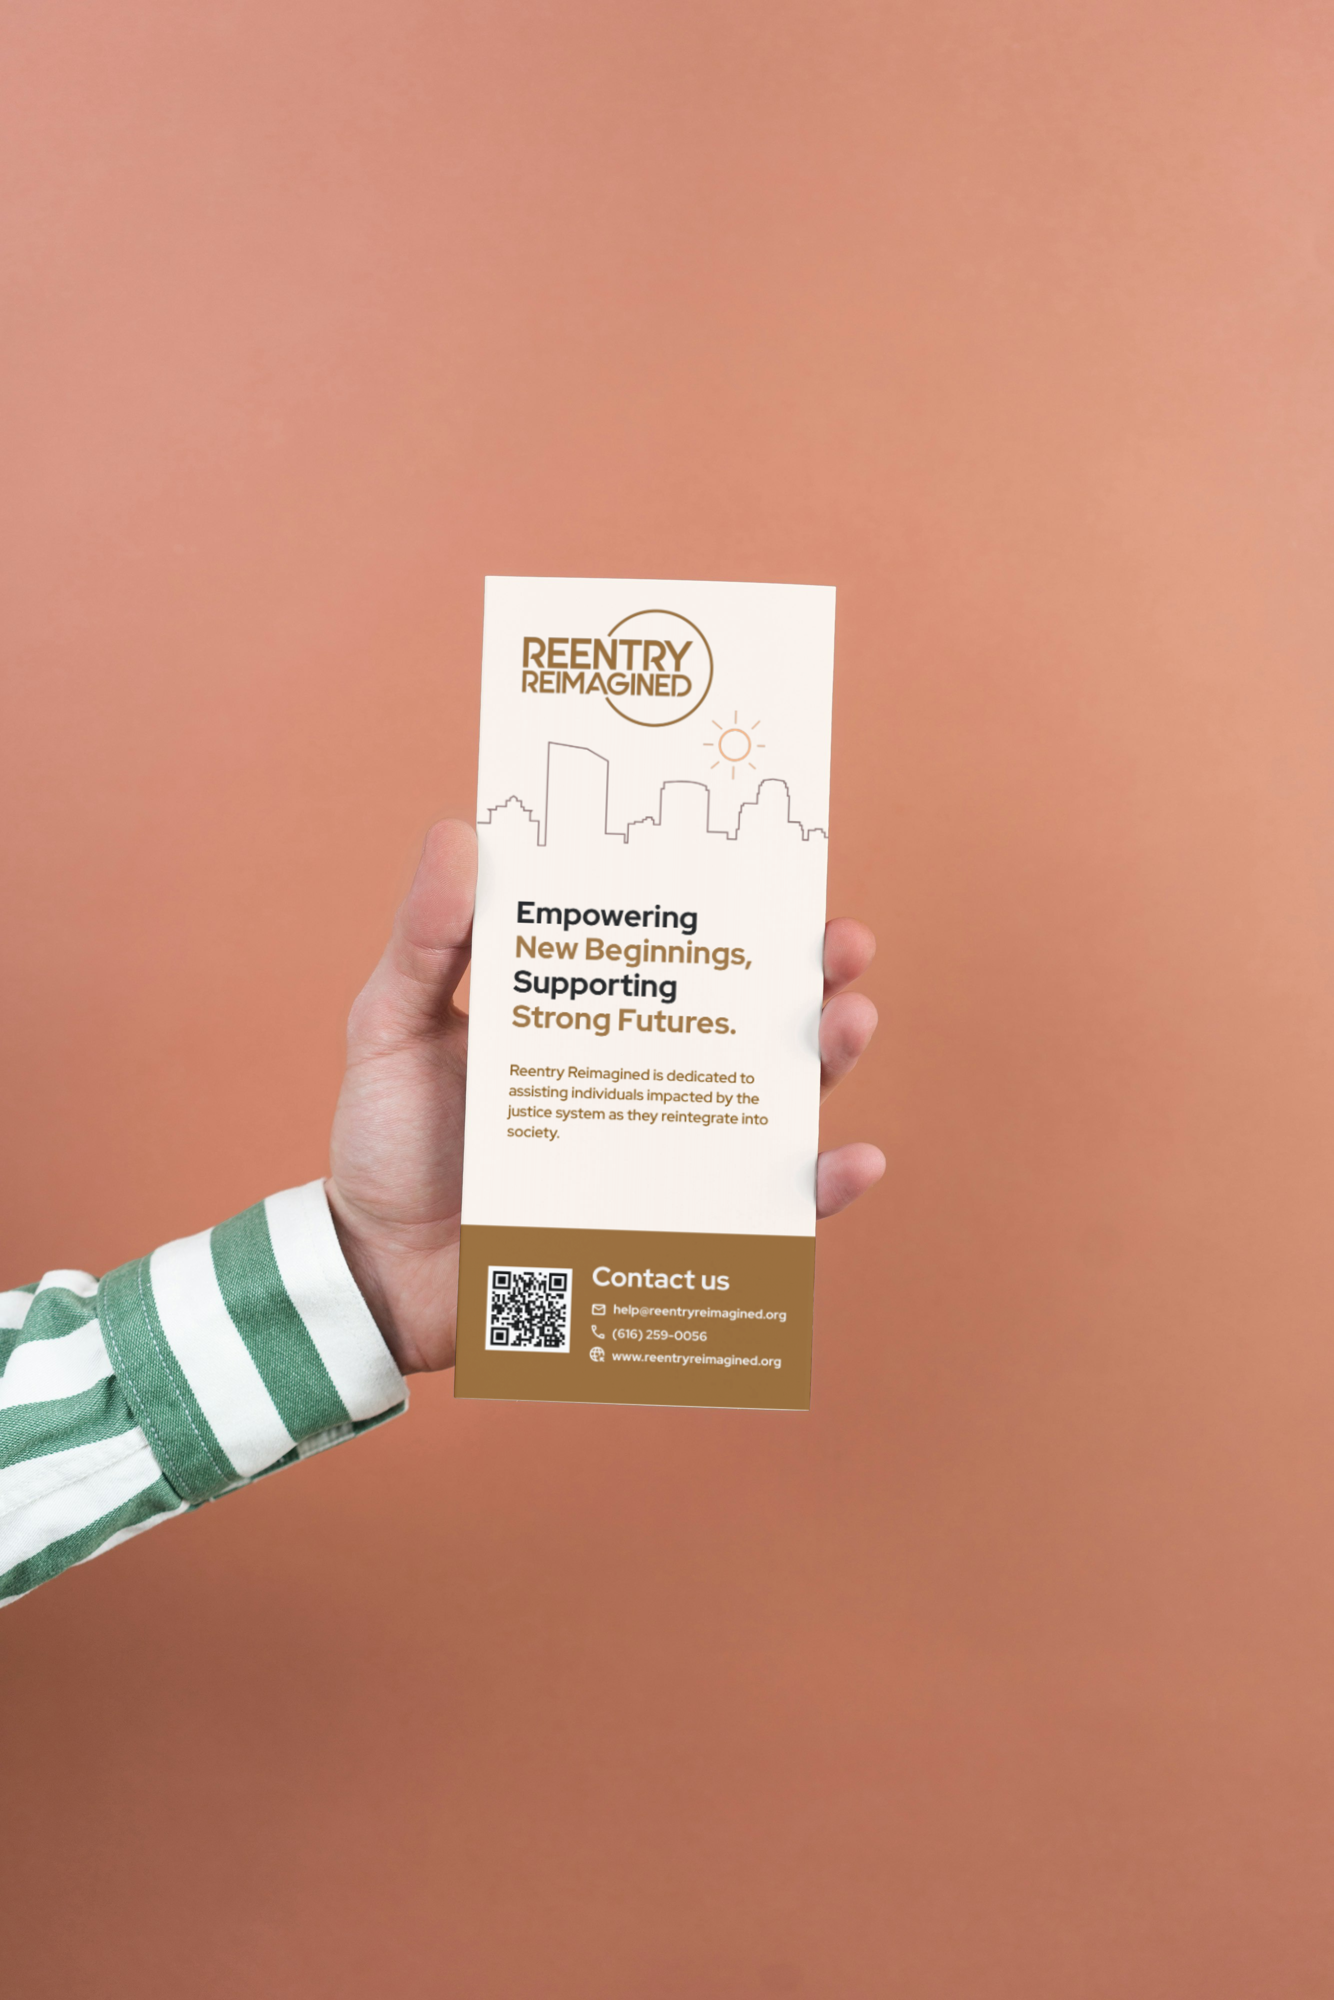 REENTRY
REIMAGINED
Empowering
New Beginnings,
Supporting
Strong Futures.
Reentry Reimagined is dedicated to
assisting individuals impacted by the
justice system as they reintegrate into
society.
Contact us
help@reentryreimagined.org
(616) 259-0056
www.reentryreimagined.org